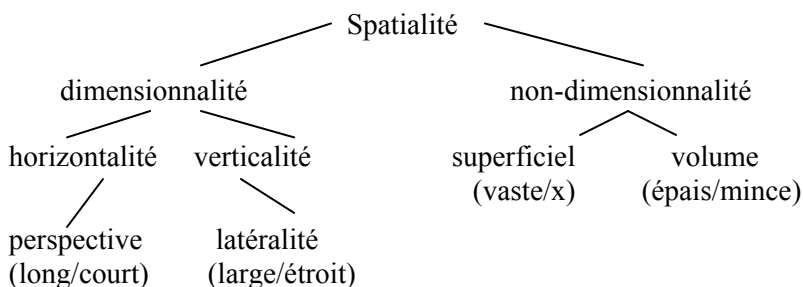 Spatialité
dimensionnalité non-dimensionnalité
horizontalité verticalité superficiel volume
(vaste/x) (épais/mince)
perspective latéralité
(long/court) (large/étroit)